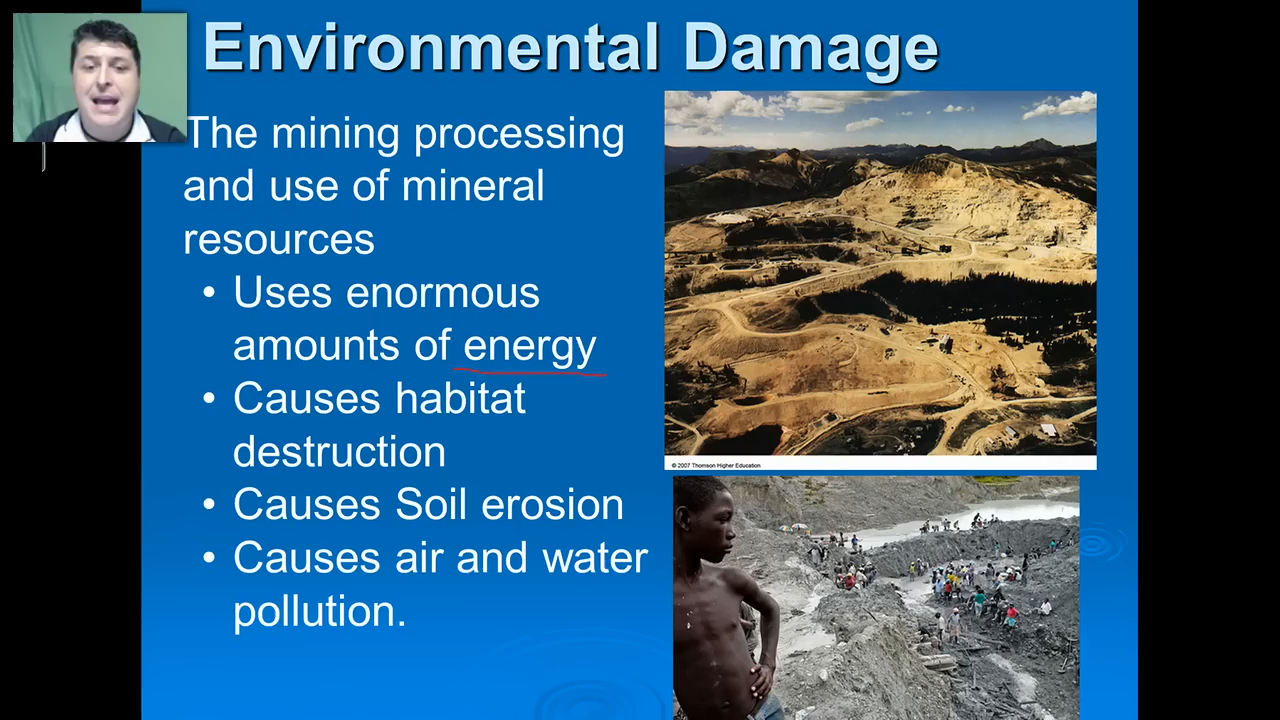 Environmental Damage
The mining processing
and use of mineral
resources
• Uses enormous
amounts of energy
• Causes habitat
destruction
• Causes Soil erosion
• Causes air and water
pollution.
© 2007 Thomson Higher Education